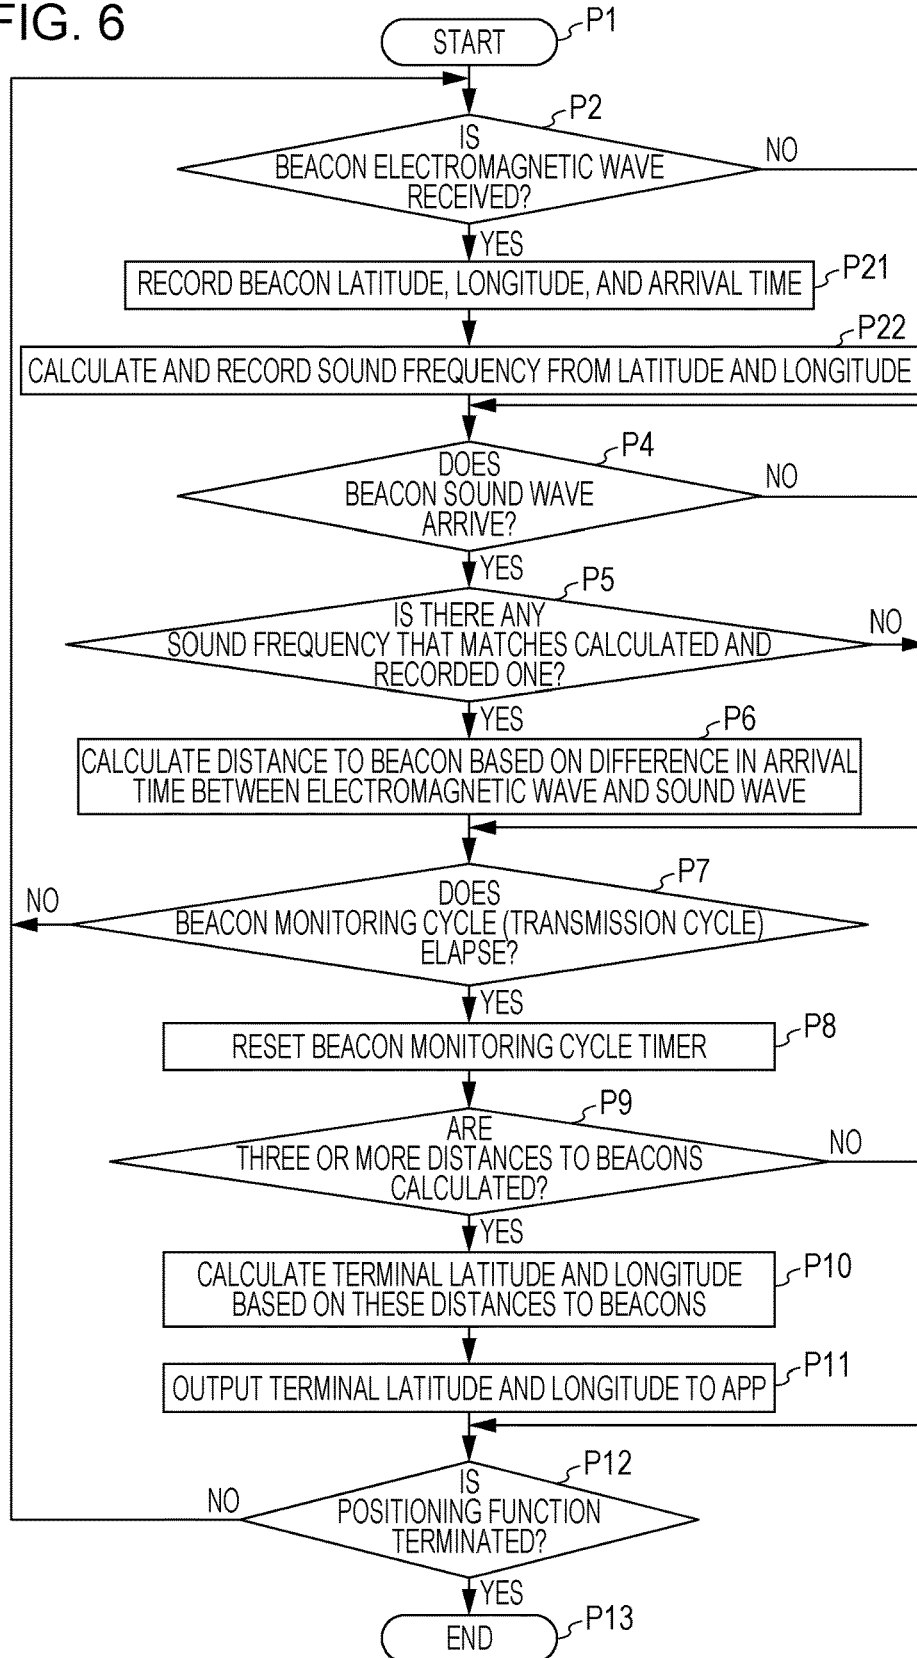 FIG. 6
START
P1
P2
IS
BEACON ELECTROMAGNETIC WAVE
RECEIVED?
NO
YES
P21
RECORD BEACON LATITUDE, LONGITUDE, AND ARRIVAL TIME
P22
CALCULATE AND RECORD SOUND FREQUENCY FROM LATITUDE AND LONGITUDE
P4
DOES
BEACON SOUND WAVE
ARRIVE?
NO
YES
P5
IS THERE ANY
SOUND FREQUENCY THAT MATCHES CALCULATED AND
RECORDED ONE?
NO
YES
P6
CALCULATE DISTANCE TO BEACON BASED ON DIFFERENCE IN ARRIVAL
TIME BETWEEN ELECTROMAGNETIC WAVE AND SOUND WAVE
P7
NO
DOES
BEACON MONITORING CYCLE (TRANSMISSION CYCLE)
ELAPSE?
YES
P8
RESET BEACON MONITORING CYCLE TIMER
P9
ARE
THREE OR MORE DISTANCES TO BEACONS
CALCULATED?
NO
YES
P10
CALCULATE TERMINAL LATITUDE AND LONGITUDE
BASED ON THESE DISTANCES TO BEACONS
P11
OUTPUT TERMINAL LATITUDE AND LONGITUDE TO APP
P12
NO
IS
POSITIONING FUNCTION
TERMINATED?
YES
P13
END